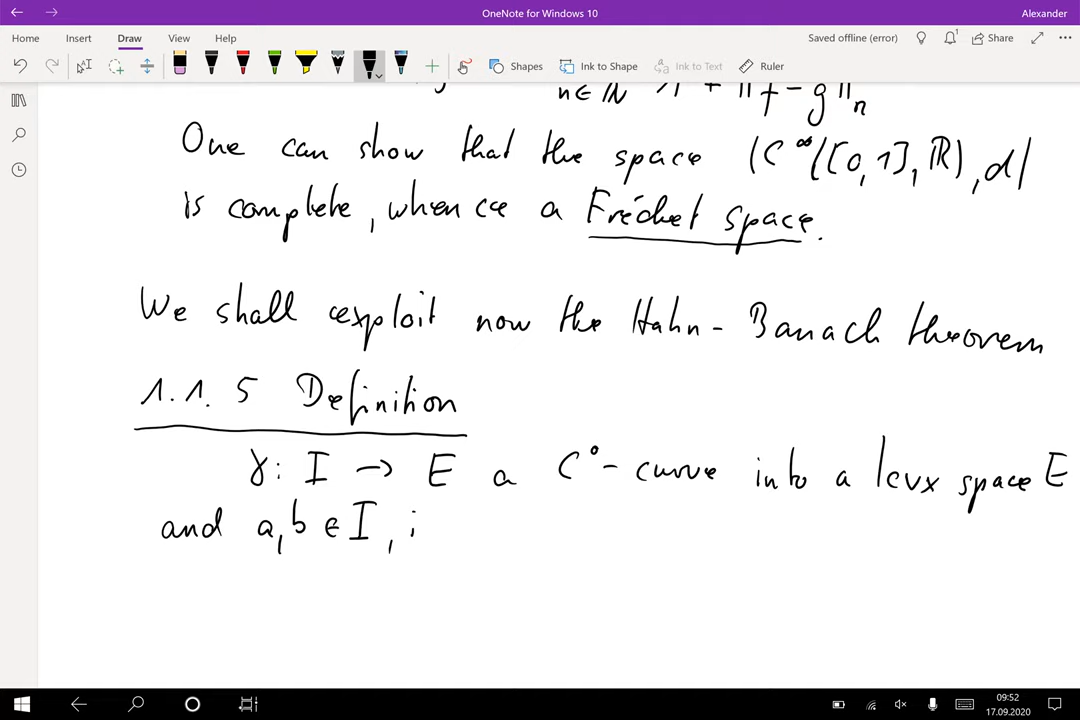 OneNote for Windows 10
Alexander
Home Insert Draw View Help
Saved offline (error)
Share
Shapes
Ink to Shape
Ink to Text
Ruler
n∈ℕ 1 + ‖f - g‖n
One can show that the space (C^∞([0,1],ℝ),d)
is complete, whence a Fréchet space.
We shall exploit now the Hahn-Banach theorem
1.1.5 Definition
γ: I → E a C⁰-curve into a lcvx space E
and a,b ∈ I, i
09:52
17.09.2020